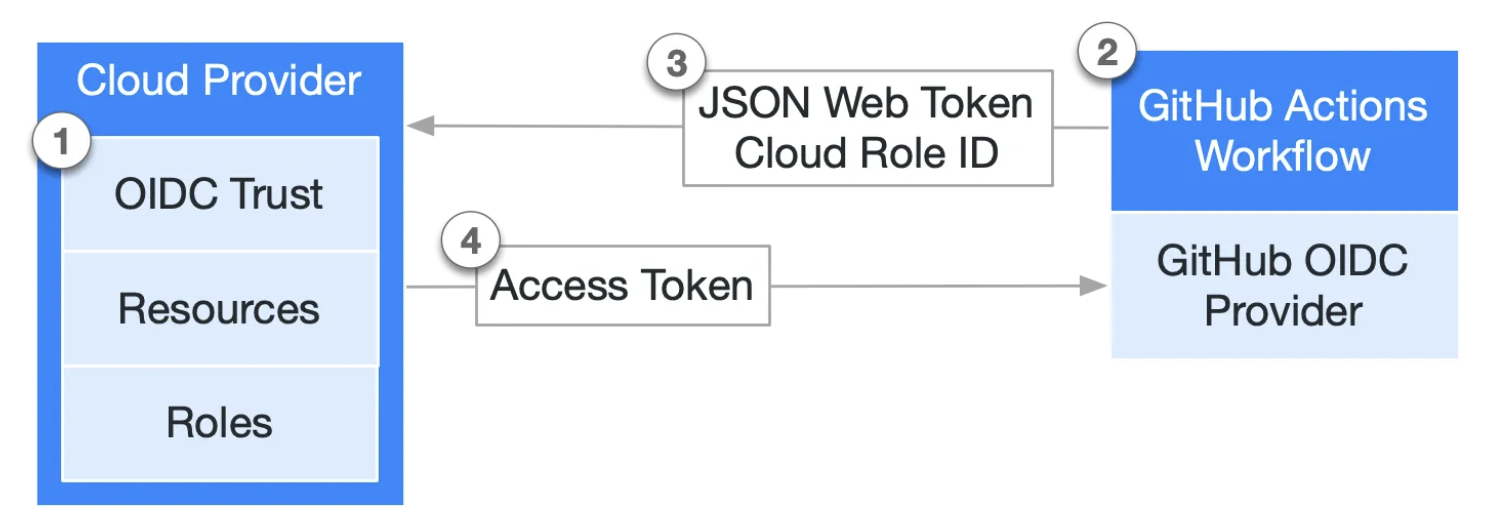 Cloud Provider
1
OIDC Trust
Resources
Roles
3
JSON Web Token
Cloud Role ID
4
Access Token
2
GitHub Actions
Workflow
GitHub OIDC
Provider